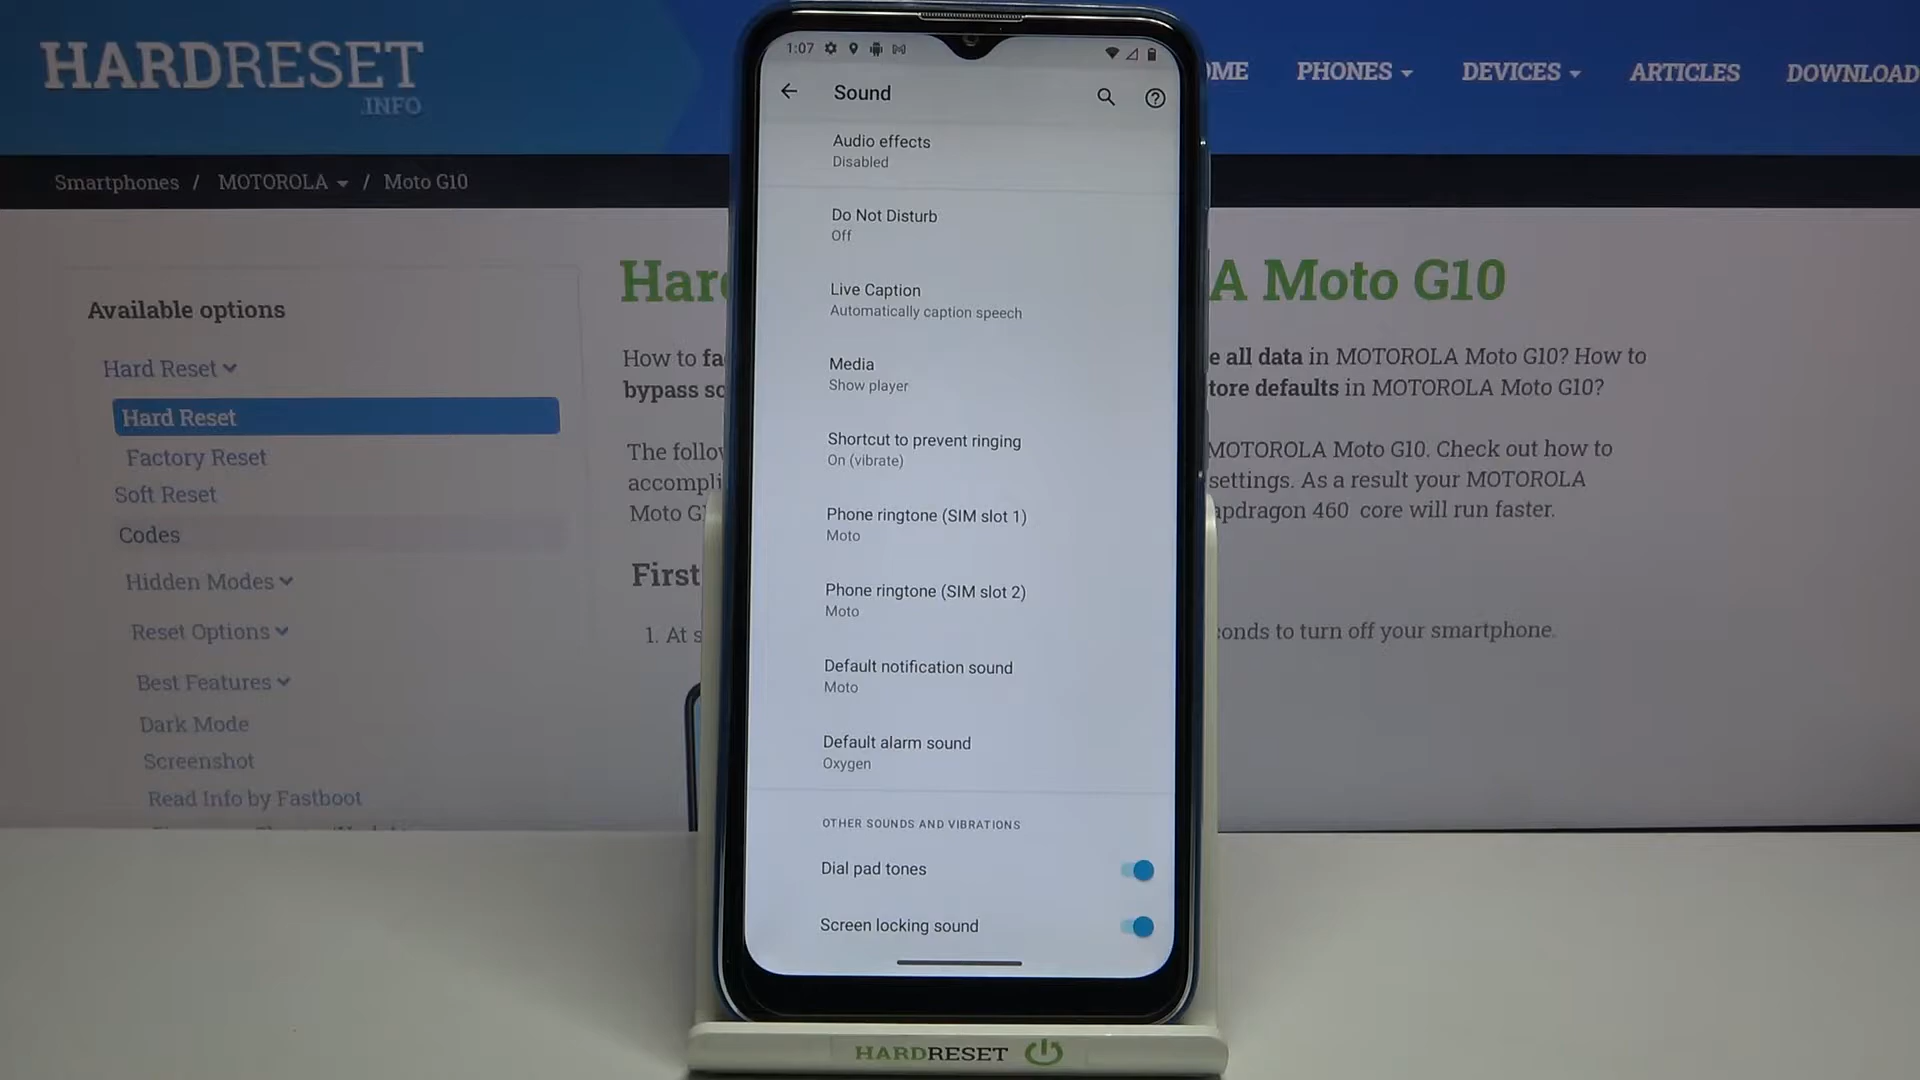 HARDRESET
.INFO
OME PHONES DEVICES ARTICLES DOWNLOAD
Smartphones / MOTOROLA / Moto G10
Available options
Hard Reset
Hard Reset
Factory Reset
Soft Reset
Codes
Hidden Modes
Reset Options
Best Features
Dark Mode
Screenshot
Read Info by Fastboot
1:07
Sound
Audio effects
Disabled
Do Not Disturb
Off
Live Caption
Automatically caption speech
Media
Show player
Shortcut to prevent ringing
On (vibrate)
Phone ringtone (SIM slot 1)
Moto
Phone ringtone (SIM slot 2)
Moto
Default notification sound
Moto
Default alarm sound
Oxygen
OTHER SOUNDS AND VIBRATIONS
Dial pad tones
Screen locking sound
Hard A Moto G10
How to fa e all data in MOTOROLA Moto G10? How to
bypass sc tore defaults in MOTOROLA Moto G10?
The follow MOTOROLA Moto G10. Check out how to
accompli settings. As a result your MOTOROLA
Moto G apdragon 460 core will run faster.
First
1. At s conds to turn off your smartphone.
HARDRESET